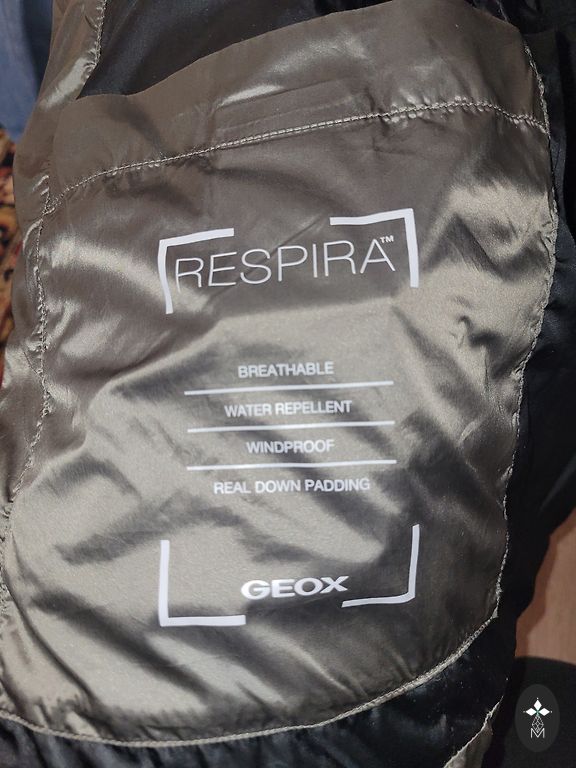 RESPIRA™
BREATHABLE
WATER REPELLENT
WINDPROOF
REAL DOWN PADDING
GEOX